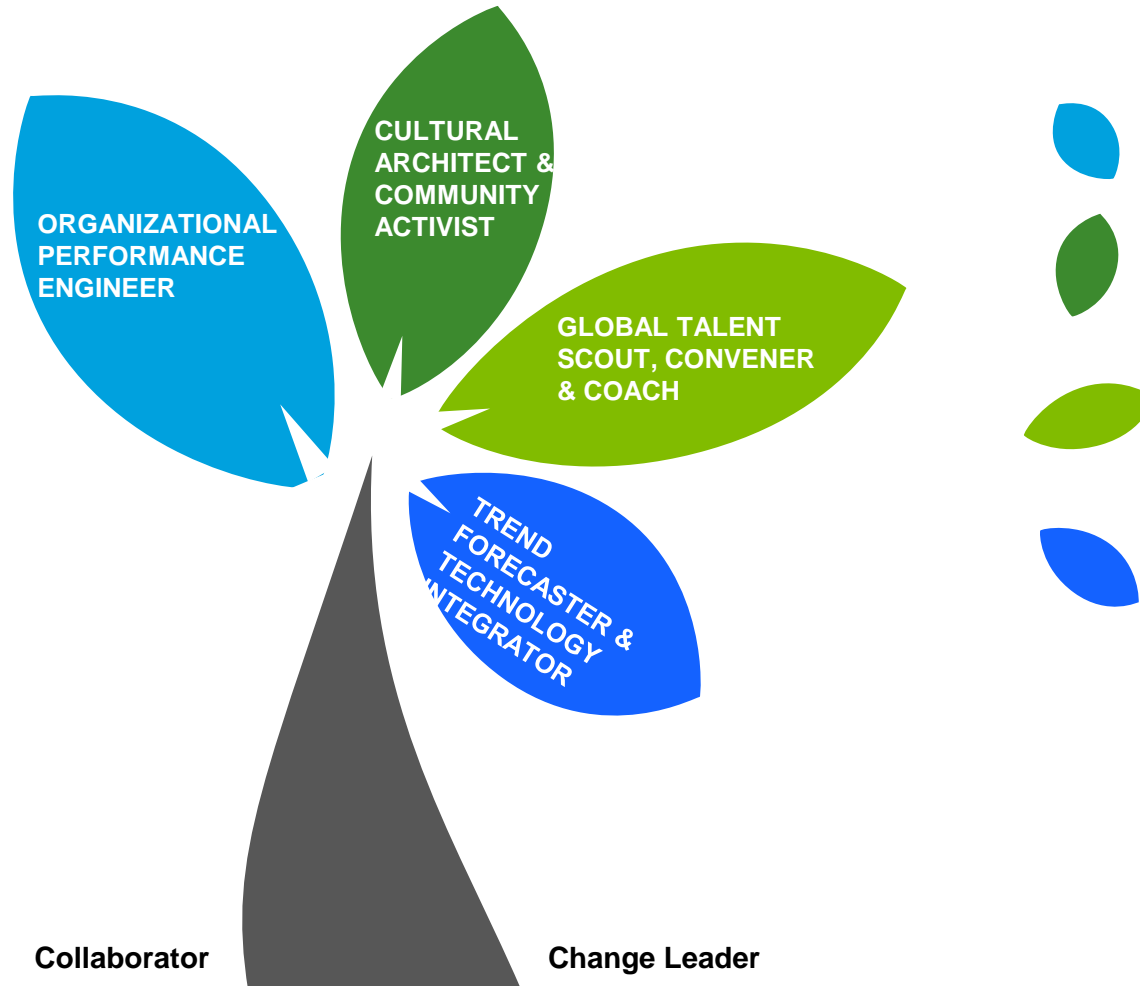 CULTURAL
ARCHITECT &
COMMUNITY
ACTIVIST
ORGANIZATIONAL
PERFORMANCE
ENGINEER
GLOBAL TALENT
SCOUT, CONVENER
& COACH
TREND
FORECASTER &
TECHNOLOGY
INTEGRATOR
Collaborator
Change Leader